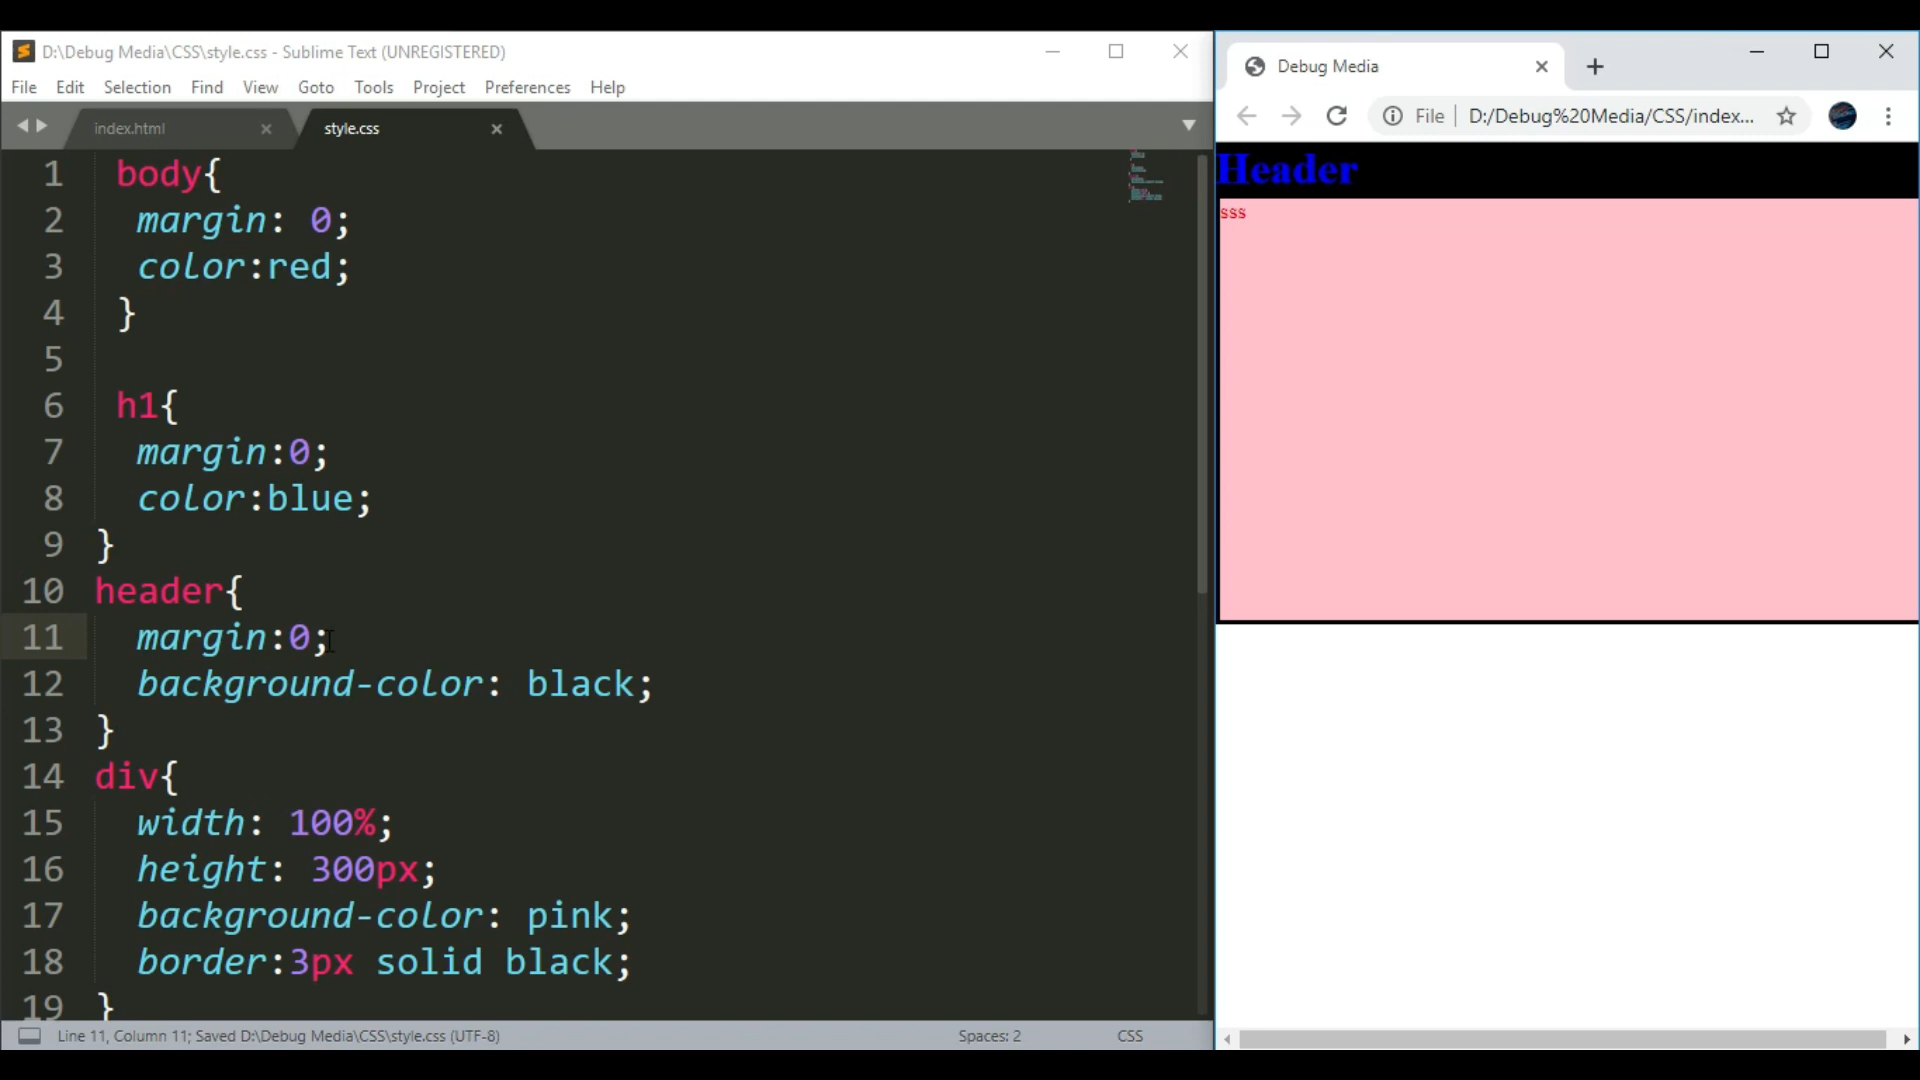 D:\Debug Media\CSS\style.css - Sublime Text (UNREGISTERED)
File Edit Selection Find View Goto Tools Project Preferences Help
index.html style.css
1 body{
2 margin: 0;
3 color:red;
4 }
5
6 h1{
7 margin:0;
8 color:blue;
9 }
10 header{
11 margin:0;
12 background-color: black;
13 }
14 div{
15 width: 100%;
16 height: 300px;
17 background-color: pink;
18 border:3px solid black;
19 }
Line 11, Column 11; Saved D:\Debug Media\CSS\style.css (UTF-8) Spaces: 2 CSS
Debug Media
File D:/Debug%20Media/CSS/index...
Header
sss